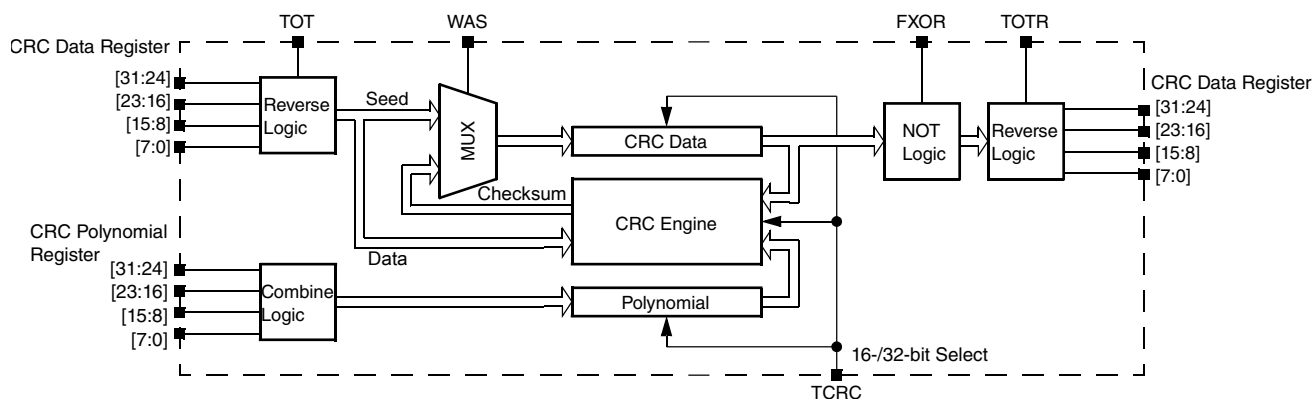 TOT
WAS
FXOR
TOTR
CRC Data Register
[31:24]
[23:16]
[15:8]
[7:0]
Reverse
Logic
Seed
MUX
Checksum
Data
CRC Data
CRC Engine
NOT
Logic
Reverse
Logic
CRC Data Register
[31:24]
[23:16]
[15:8]
[7:0]
CRC Polynomial
Register
[31:24]
[23:16]
[15:8]
[7:0]
Combine
Logic
Polynomial
16-/32-bit Select
TCRC